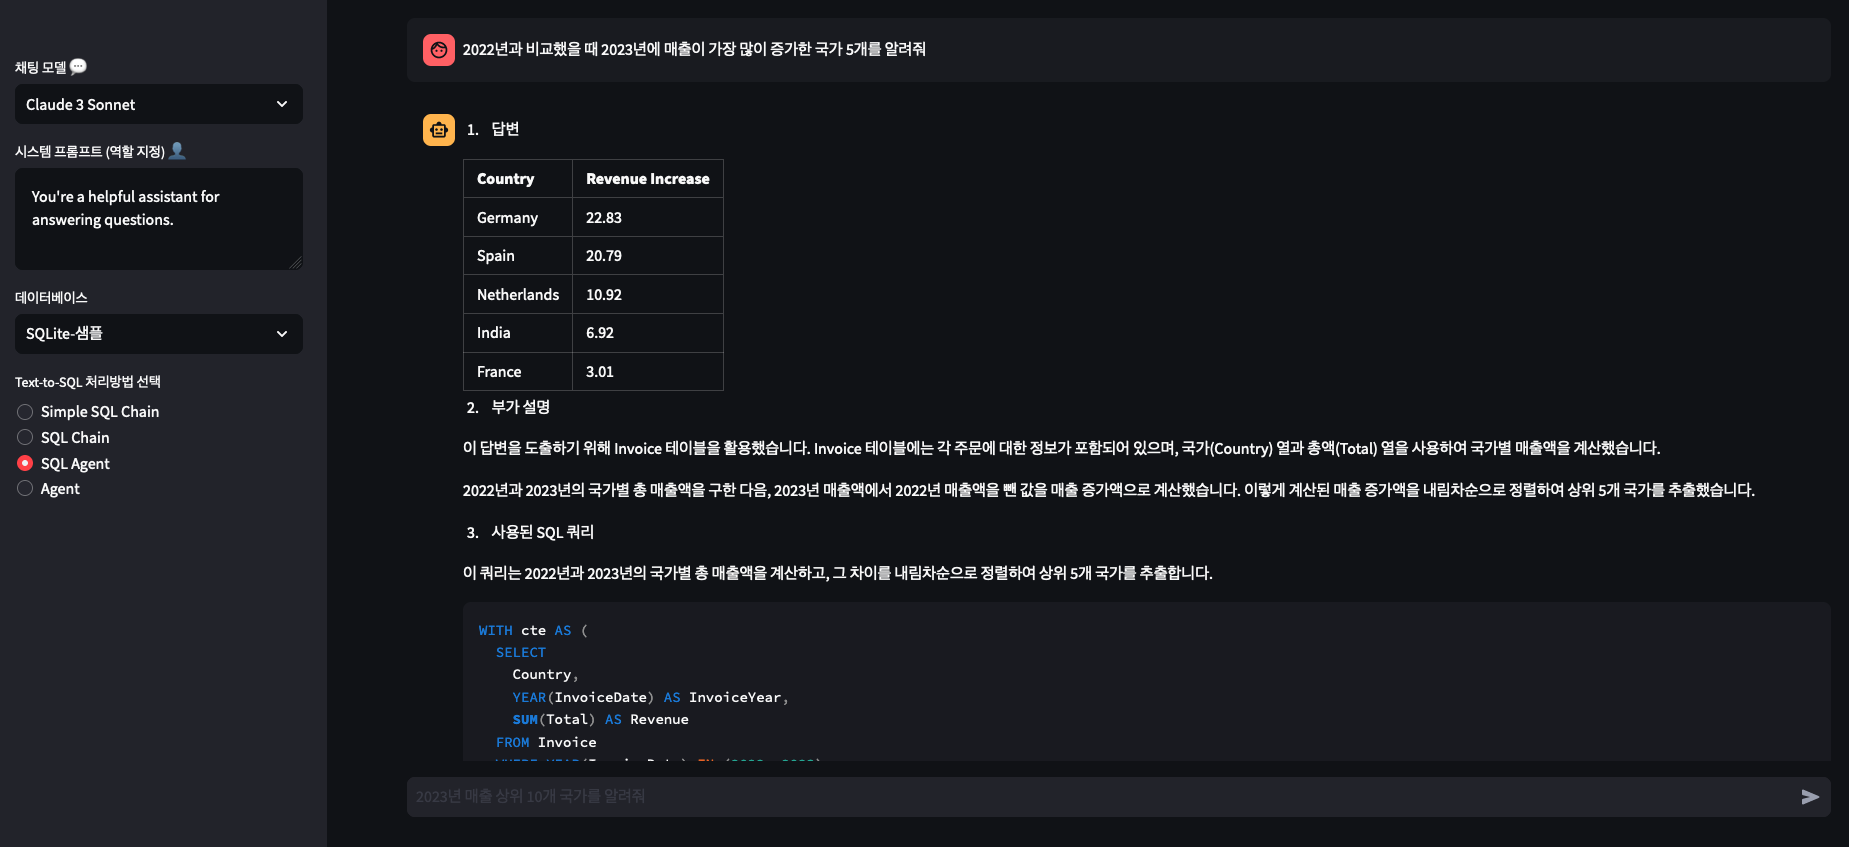 채팅 모델 💬
Claude 3 Sonnet
시스템 프롬프트 (역할 지정) 👤
You're a helpful assistant for
answering questions.
데이터베이스
SQLite-샘플
Text-to-SQL 처리방법 선택
Simple SQL Chain
SQL Chain
SQL Agent
Agent
2022년과 비교했을 때 2023년에 매출이 가장 많이 증가한 국가 5개를 알려줘
1. 답변
Country Revenue Increase
Germany 22.83
Spain 20.79
Netherlands 10.92
India 6.92
France 3.01
2. 부가 설명
이 답변을 도출하기 위해 Invoice 테이블을 활용했습니다. Invoice 테이블에는 각 주문에 대한 정보가 포함되어 있으며, 국가(Country) 열과 총액(Total) 열을 사용하여 국가별 매출액을 계산했습니다.
2022년과 2023년의 국가별 총 매출액을 구한 다음, 2023년 매출액에서 2022년 매출액을 뺀 값을 매출 증가액으로 계산했습니다. 이렇게 계산된 매출 증가액을 내림차순으로 정렬하여 상위 5개 국가를 추출했습니다.
3. 사용된 SQL 쿼리
이 쿼리는 2022년과 2023년의 국가별 총 매출액을 계산하고, 그 차이를 내림차순으로 정렬하여 상위 5개 국가를 추출합니다.
WITH cte AS (
SELECT
Country,
YEAR(InvoiceDate) AS InvoiceYear,
SUM(Total) AS Revenue
FROM Invoice
2023년 매출 상위 10개 국가를 알려줘